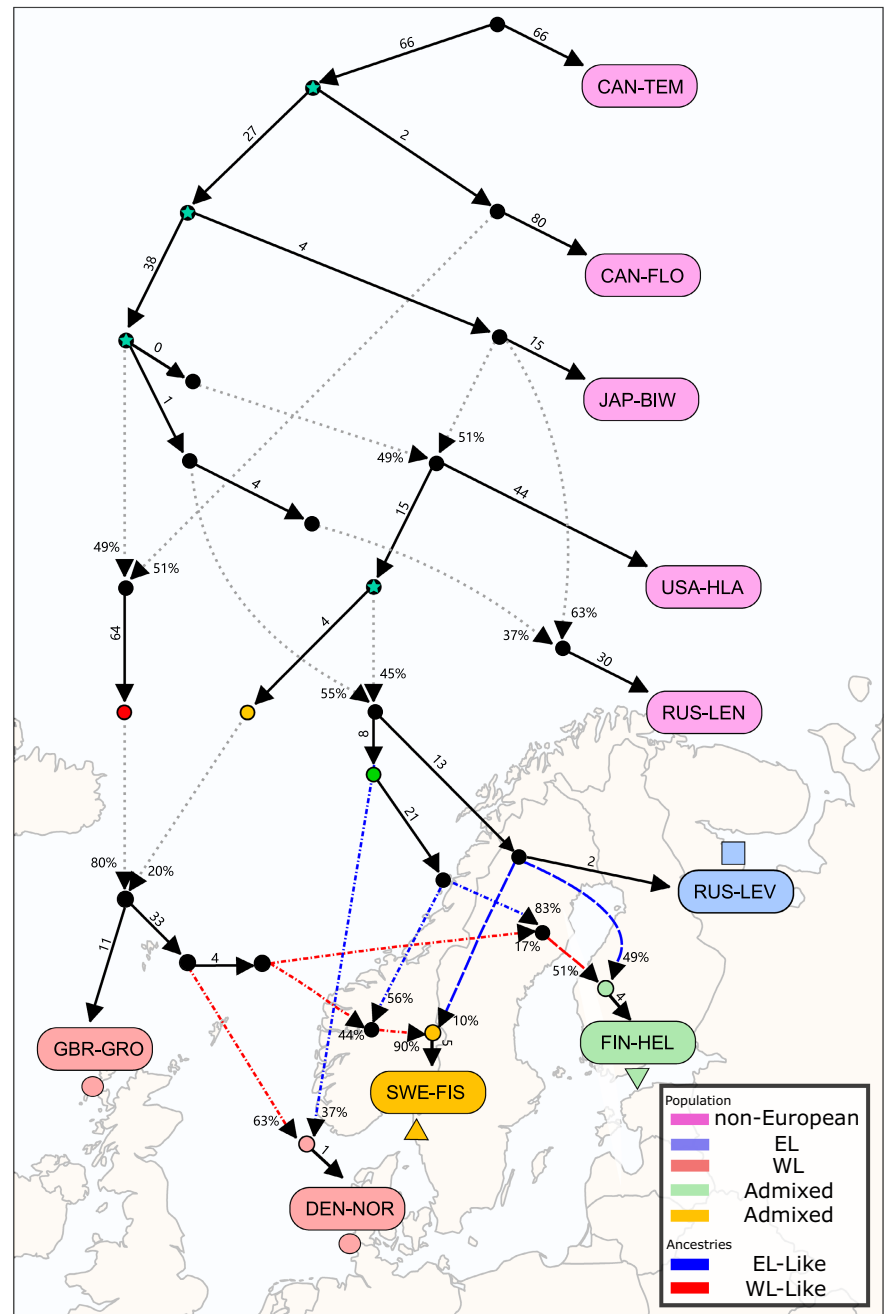 66
66
CAN-TEM
27
2
80
CAN-FLO
38
4
15
JAP-BIW
0
1
51%
49%
4
44
15
USA-HLA
49%
51%
64
4
63%
37%
30
RUS-LEN
45%
55%
8
13
21
2
RUS-LEV
80%
20%
11
33
4
83%
17%
51%
49%
4
FIN-HEL
56%
44%
10%
90%
5
SWE-FIS
GBR-GRO
63%
37%
1
DEN-NOR
Population
non-European
EL
WL
Admixed
Admixed
Ancestries
EL-Like
WL-Like